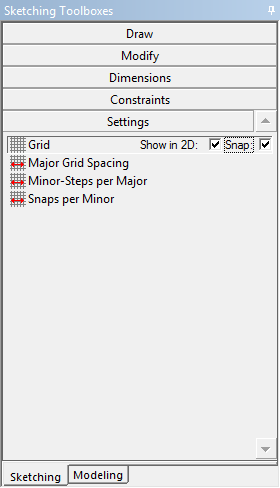 Sketching Toolboxes
Draw
Modify
Dimensions
Constraints
Settings
Grid Show in 2D: Snap:
Major Grid Spacing
Minor-Steps per Major
Snaps per Minor
Sketching Modeling